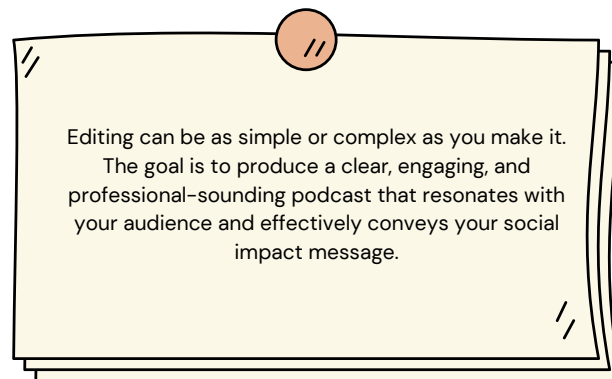 Editing can be as simple or complex as you make it.
The goal is to produce a clear, engaging, and
professional-sounding podcast that resonates with
your audience and effectively conveys your social
impact message.